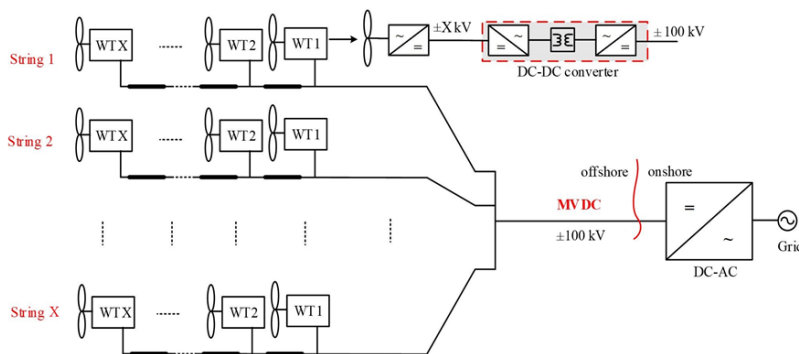 WTX
WT2
WT1
~
=
±X kV
~
=
~
=
±100 kV
String 1
DC-DC converter
String 2
WTX
WT2
WT1
offshore
onshore
MVDC
±100 kV
=
~
~
Grid
DC-AC
String X
WTX
WT2
WT1